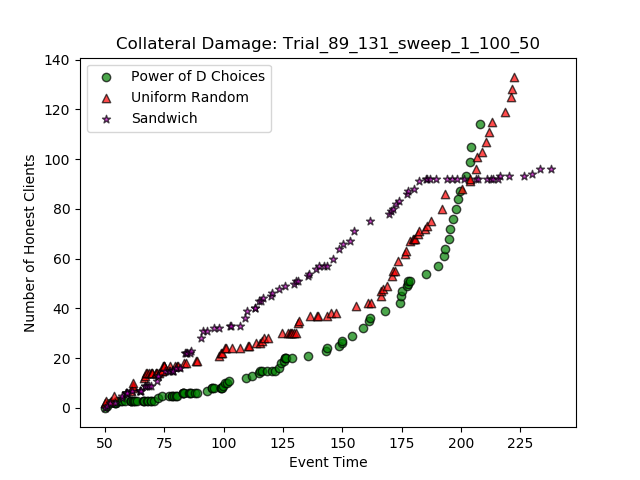 Collateral Damage: Trial_89_131_sweep_1_100_50
140
120
100
80
60
40
20
0
Number of Honest Clients
Power of D Choices
Uniform Random
Sandwich
50 75 100 125 150 175 200 225
Event Time